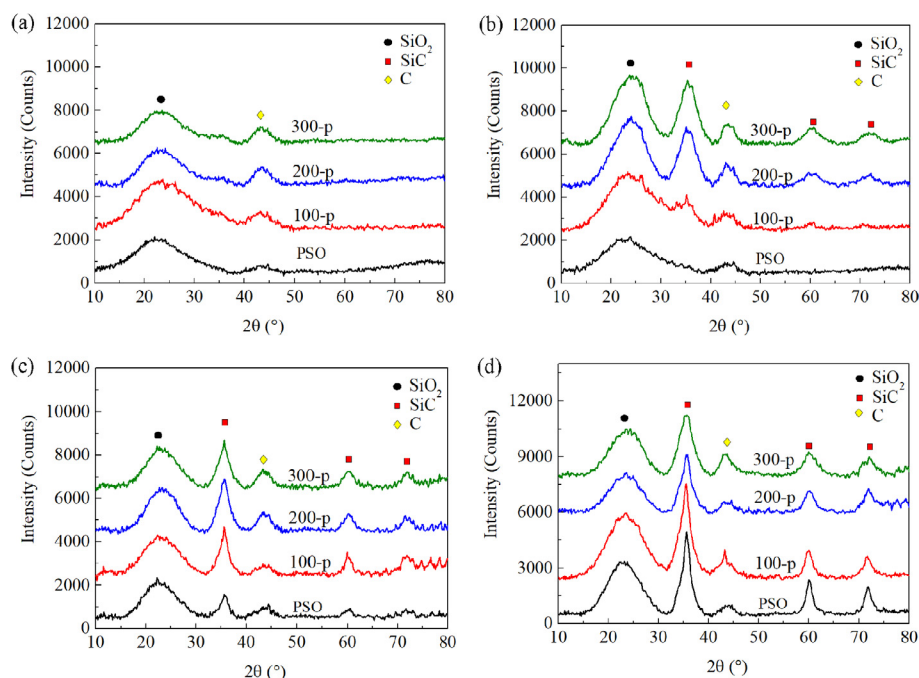 (a)
12000
10000
8000
6000
4000
2000
0
Intensity (Counts)
SiO2
SiC
C
300-p
200-p
100-p
PSO
10 20 30 40 50 60 70 80
2θ (°)
(b)
12000
10000
8000
6000
4000
2000
0
Intensity (Counts)
SiO2
SiC
C
300-p
200-p
100-p
PSO
10 20 30 40 50 60 70 80
2θ (°)
(c)
12000
10000
8000
6000
4000
2000
0
Intensity (Counts)
SiO2
SiC
C
300-p
200-p
100-p
PSO
10 20 30 40 50 60 70 80
2θ (°)
(d)
12000
9000
6000
3000
0
Intensity (Counts)
SiO2
SiC
C
300-p
200-p
100-p
PSO
10 20 30 40 50 60 70 80
2θ (°)